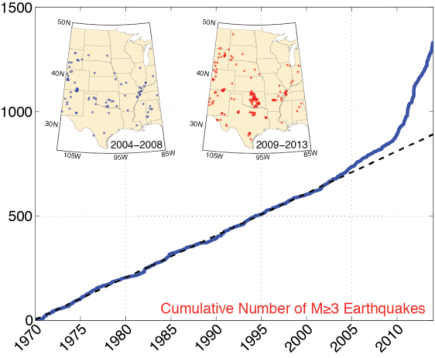 1500
1000
500
0
50N
40N
30N
105W
95W
85W
2004–2008
50N
40N
30N
105W
95W
85W
2009–2013
Cumulative Number of M≥3 Earthquakes
1970
1975
1980
1985
1990
1995
2000
2005
2010